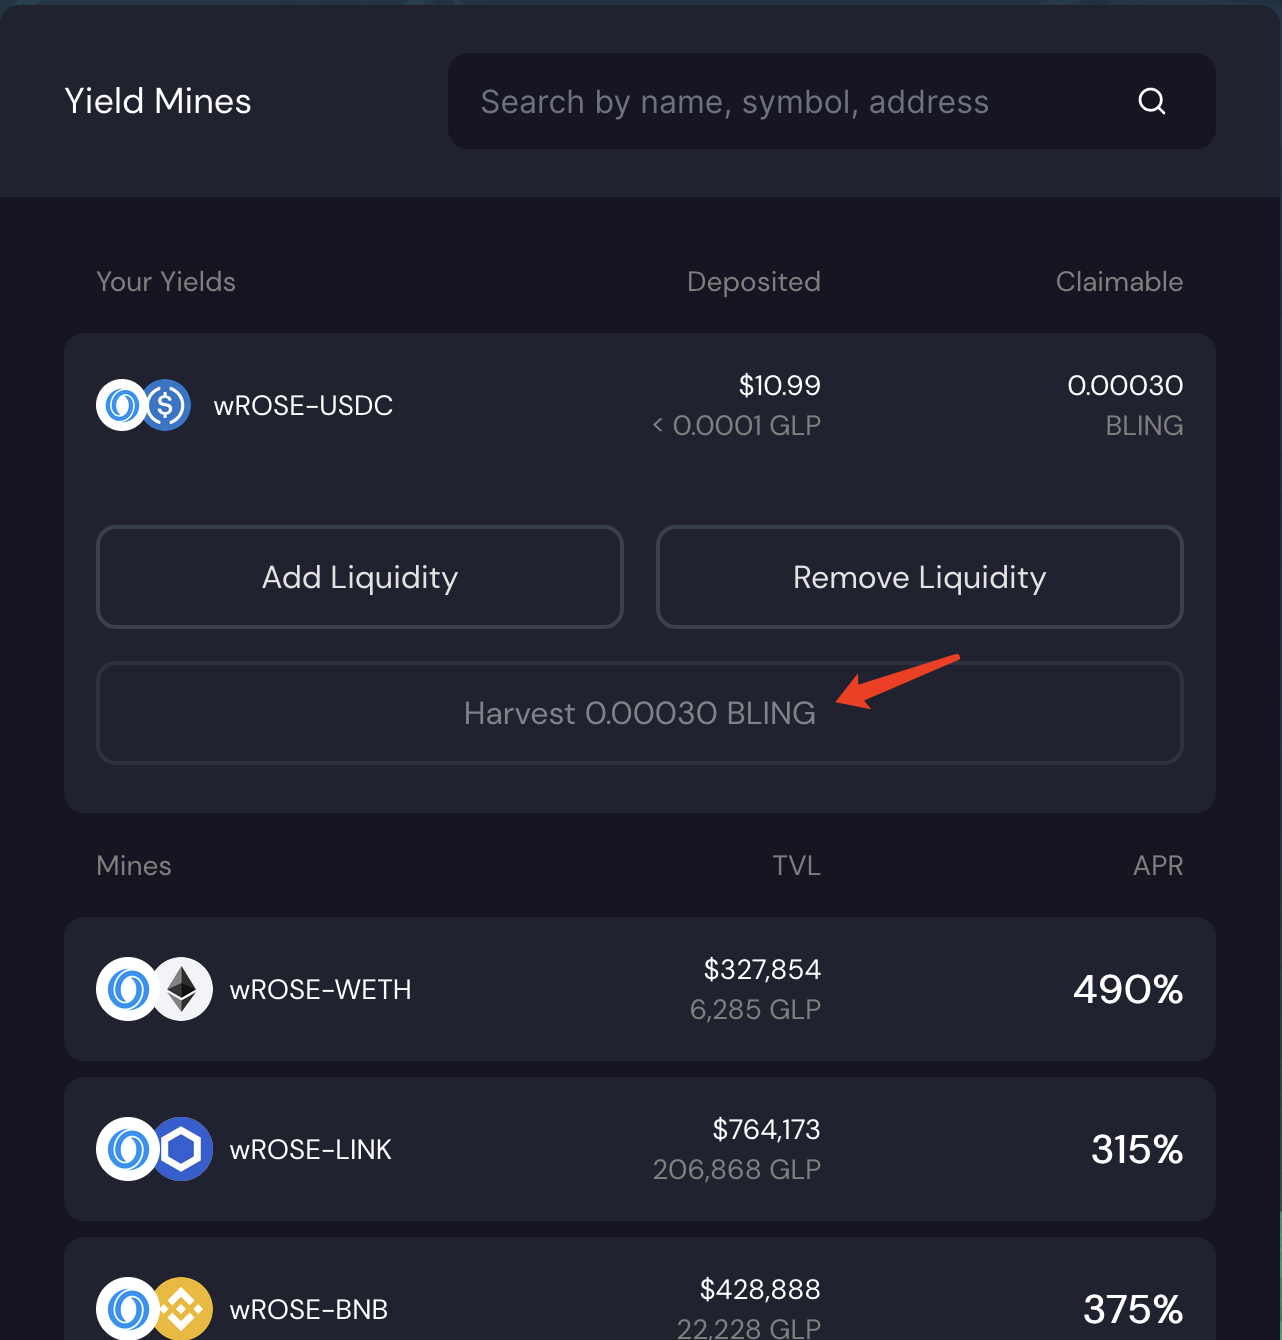 Yield Mines
Search by name, symbol, address
Your Yields Deposited Claimable
wROSE-USDC
$10.99
< 0.0001 GLP
0.00030
BLING
Add Liquidity
Remove Liquidity
Harvest 0.00030 BLING
Mines TVL APR
wROSE-WETH
$327,854
6,285 GLP
490%
wROSE-LINK
$764,173
206,868 GLP
315%
wROSE-BNB
$428,888
22,228 GLP
375%